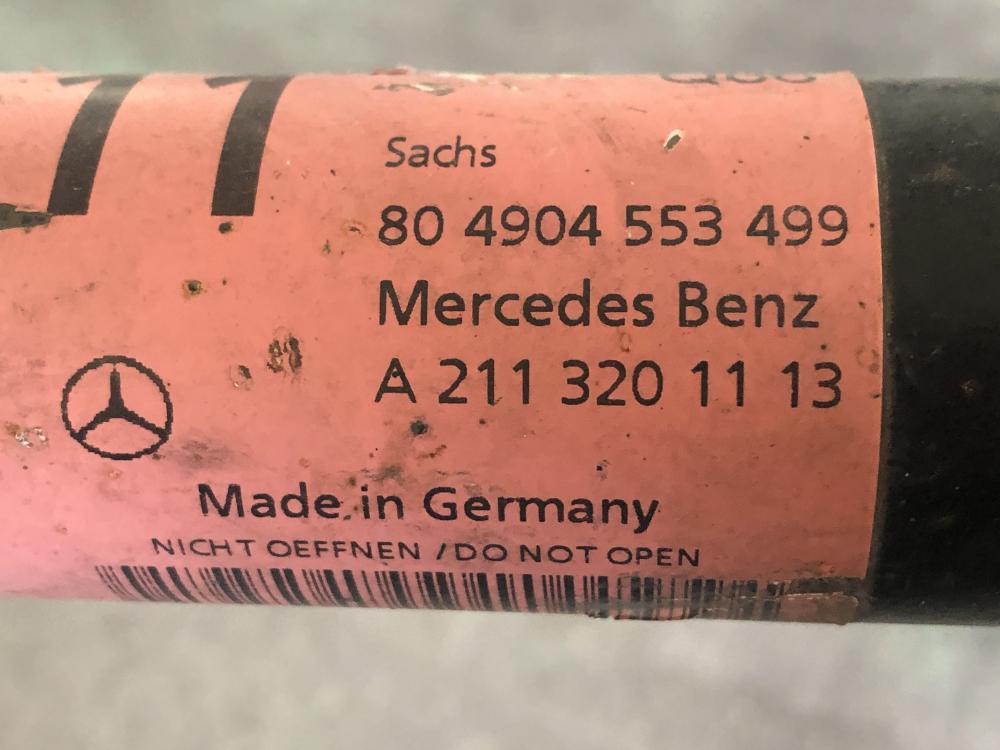 11
Sachs
80 4904 553 499
Mercedes Benz
A 211 320 11 13
Made in Germany
NICHT OEFFNEN / DO NOT OPEN